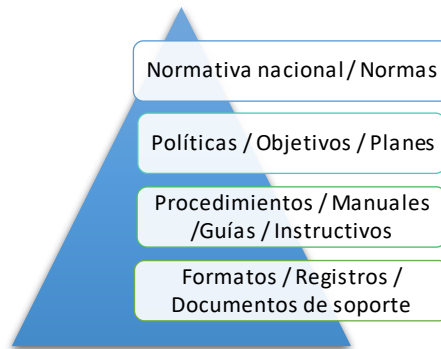 Normativa nacional / Normas
Políticas / Objetivos / Planes
Procedimientos / Manuales
/Guías / Instructivos
Formatos / Registros /
Documentos de soporte